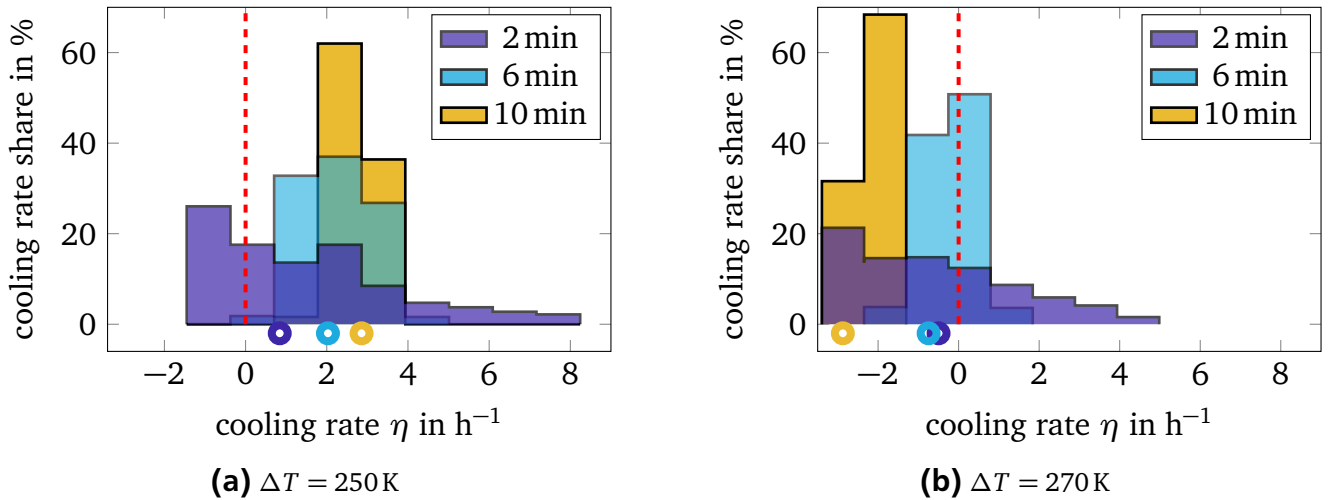 cooling rate share in %
60
40
20
0
2 min
6 min
10 min
−2 0 2 4 6 8
cooling rate η in h⁻¹
(a) ΔT = 250 K
cooling rate share in %
60
40
20
0
2 min
6 min
10 min
−2 0 2 4 6 8
cooling rate η in h⁻¹
(b) ΔT = 270 K